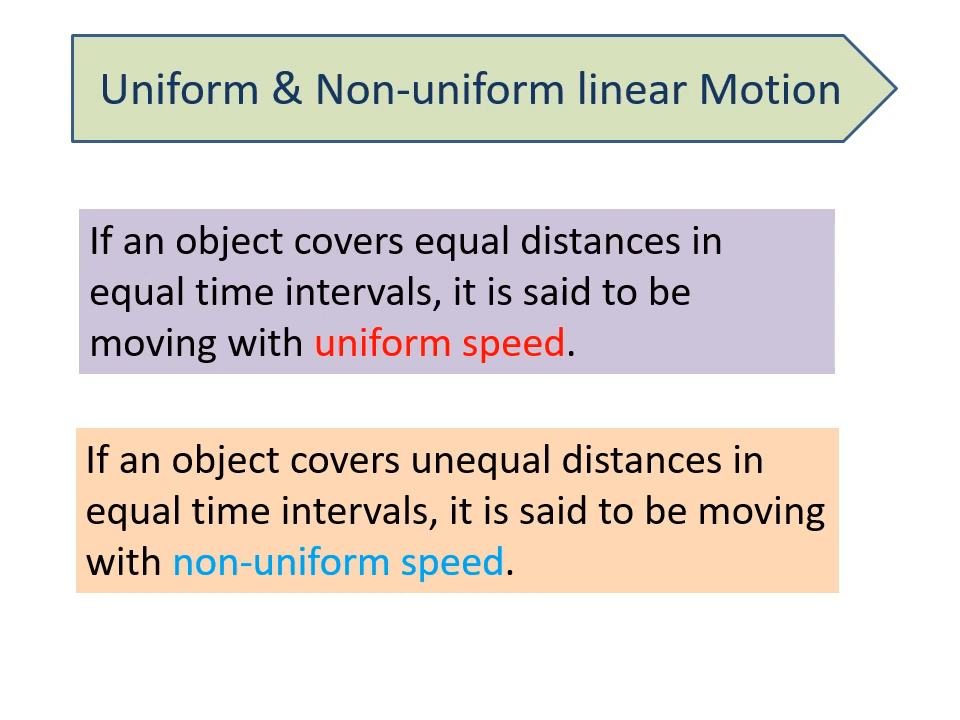 Uniform & Non-uniform linear Motion
If an object covers equal distances in
equal time intervals, it is said to be
moving with uniform speed.
If an object covers unequal distances in
equal time intervals, it is said to be moving
with non-uniform speed.